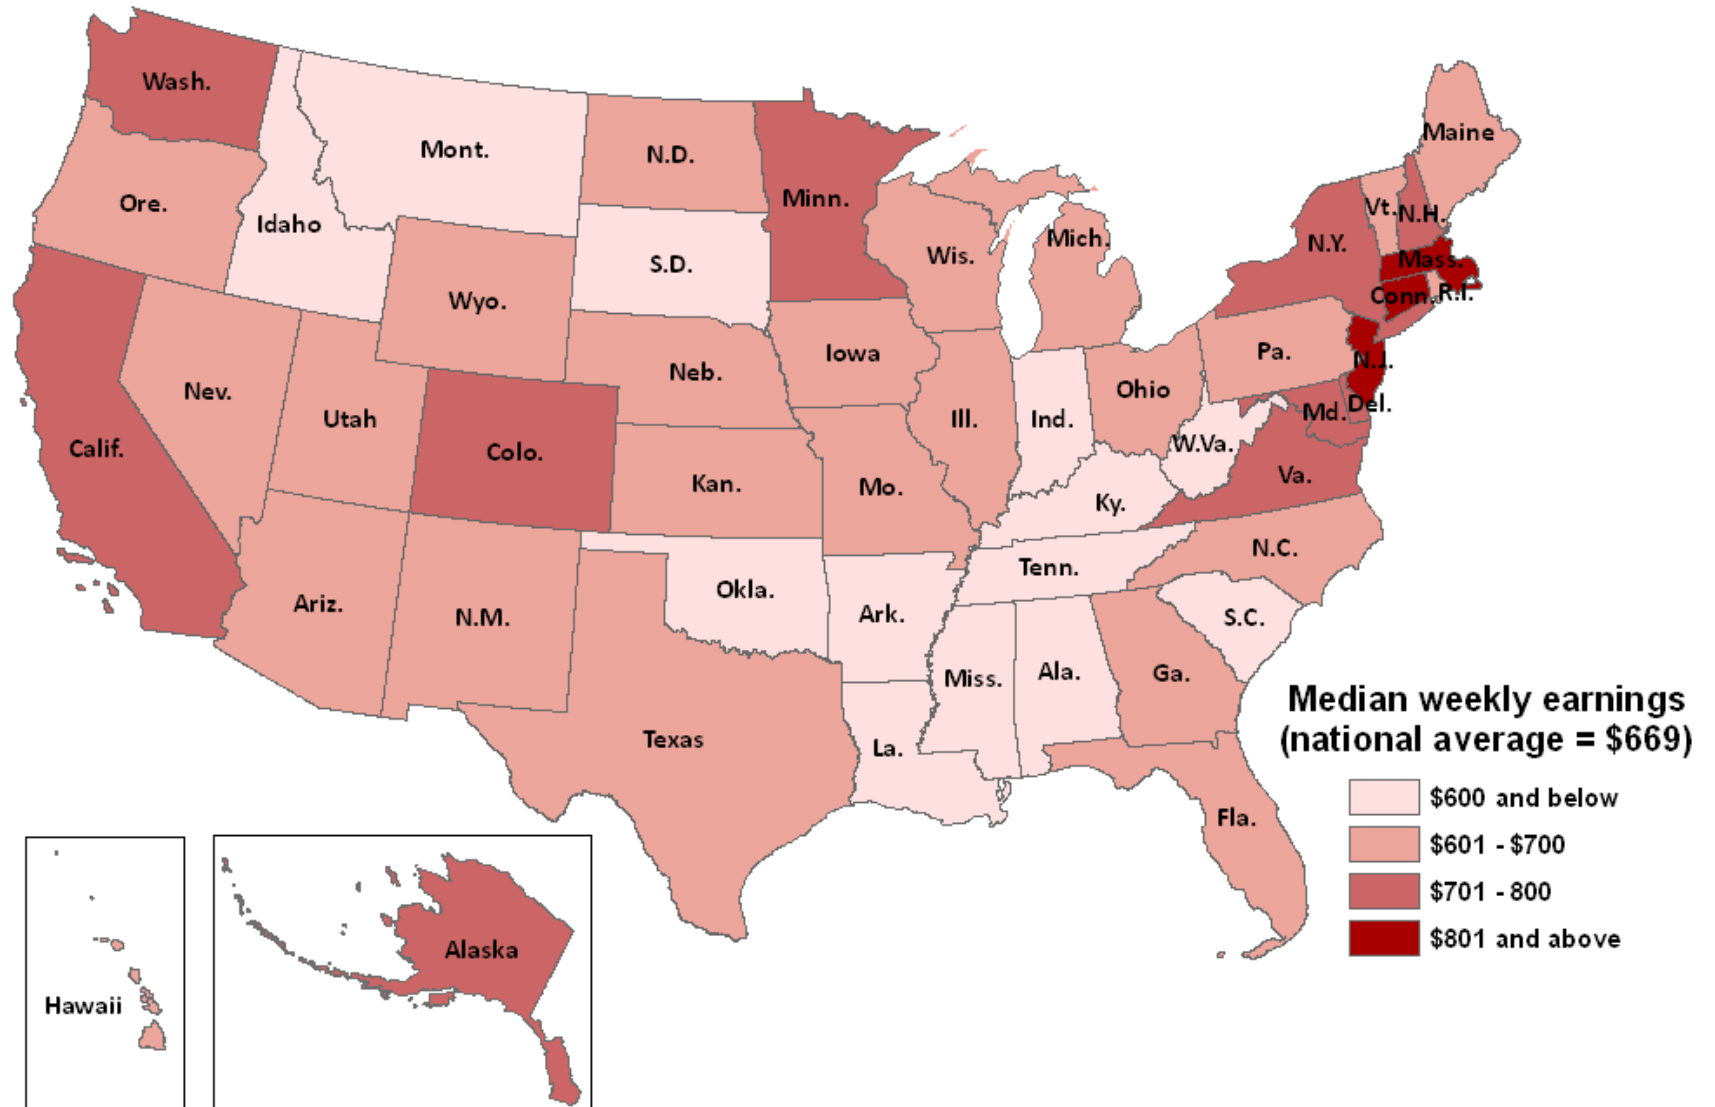 Wash.
Mont.
N.D.
Minn.
Maine
Ore.
Idaho
Vt.
N.H.
S.D.
Wis.
Mich.
N.Y.
Mass.
Wyo.
Conn.
R.I.
Iowa
Pa.
N.J.
Neb.
Nev.
Utah
Ohio
Ill.
Ind.
Md.
Del.
Calif.
Colo.
W.Va.
Kan.
Mo.
Va.
Ky.
N.C.
Tenn.
Ariz.
N.M.
Okla.
Ark.
S.C.
Miss.
Ala.
Ga.
Texas
La.
Fla.
Median weekly earnings
(national average = $669)
$600 and below
$601 - $700
$701 - 800
$801 and above
Hawaii
Alaska